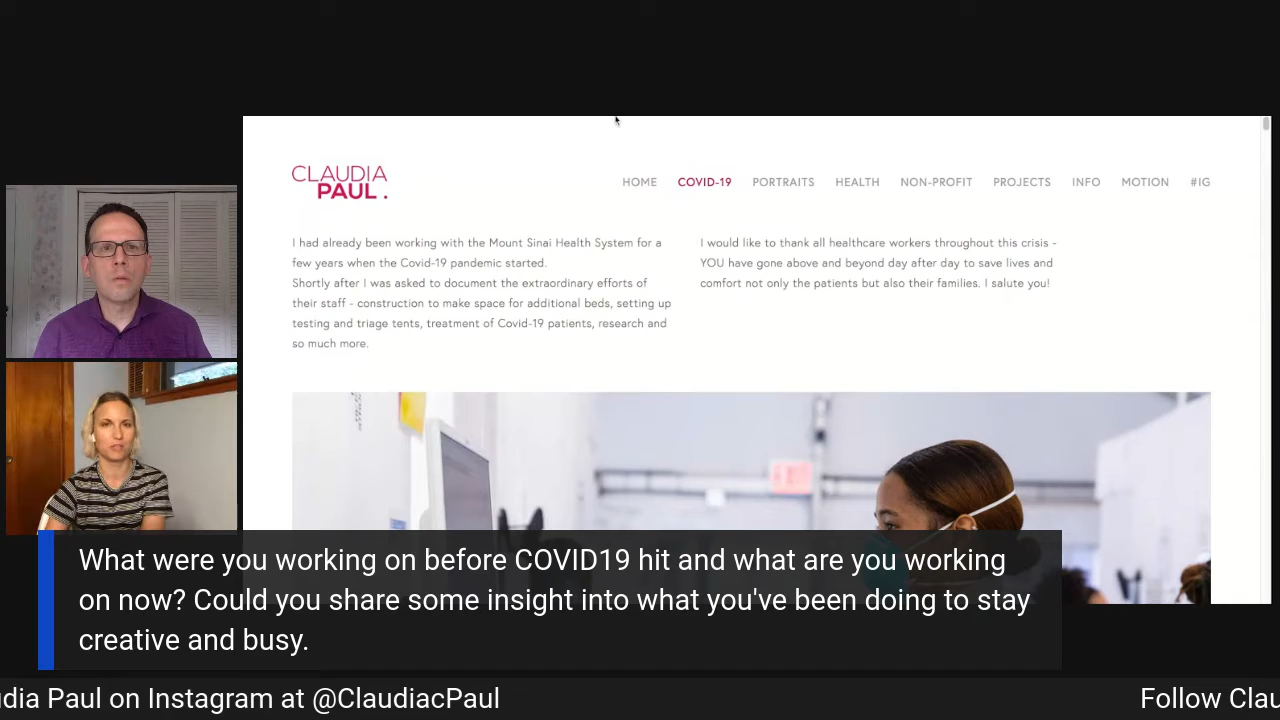 CLAUDIA
PAUL .
HOME COVID-19 PORTRAITS HEALTH NON-PROFIT PROJECTS INFO MOTION #IG
I had already been working with the Mount Sinai Health System for a
few years when the Covid-19 pandemic started.
Shortly after I was asked to document the extraordinary efforts of
their staff - construction to make space for additional beds, setting up
testing and triage tents, treatment of Covid-19 patients, research and
so much more.
I would like to thank all healthcare workers throughout this crisis -
YOU have gone above and beyond day after day to save lives and
comfort not only the patients but also their families. I salute you!
What were you working on before COVID19 hit and what are you working
on now? Could you share some insight into what you've been doing to stay
creative and busy.
dia Paul on Instagram at @ClaudiacPaul
Follow Clau